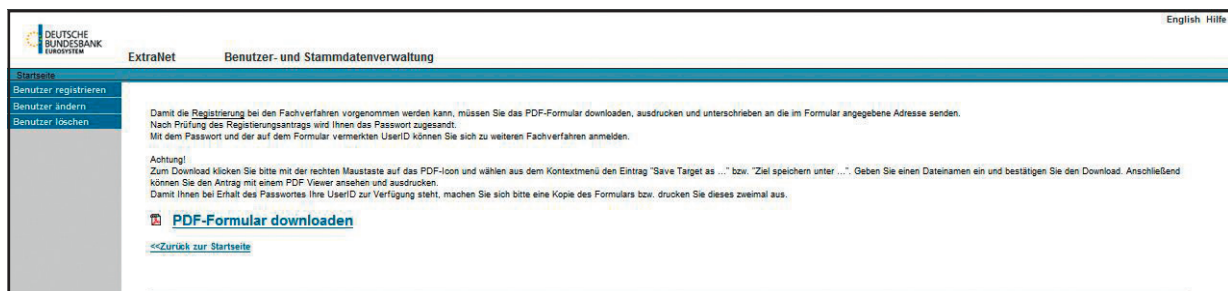 English Hilfe
DEUTSCHE
BUNDESBANK
EUROSYSTEM
ExtraNet Benutzer- und Stammdatenverwaltung
Startseite
Benutzer registrieren
Benutzer ändern
Benutzer löschen
Damit die Registrierung bei den Fachverfahren vorgenommen werden kann, müssen Sie das PDF-Formular downloaden, ausdrucken und unterschrieben an die im Formular angegebene Adresse senden.
Nach Prüfung des Registierungsantrags wird Ihnen das Passwort zugesandt.
Mit dem Passwort und der auf dem Formular vermerkten UserID können Sie sich zu weiteren Fachverfahren anmelden.
Achtung!
Zum Download klicken Sie bitte mit der rechten Maustaste auf das PDF-Icon und wählen aus dem Kontextmenü den Eintrag "Save Target as ..." bzw. "Ziel speichern unter ...". Geben Sie einen Dateinamen ein und bestätigen Sie den Download. Anschließend
können Sie den Antrag mit einem PDF Viewer ansehen und ausdrucken.
Damit Ihnen bei Erhalt des Passwortes Ihre UserID zur Verfügung steht, machen Sie sich bitte eine Kopie des Formulars bzw. drucken Sie dieses zweimal aus.
PDF-Formular downloaden
<<Zurück zur Startseite